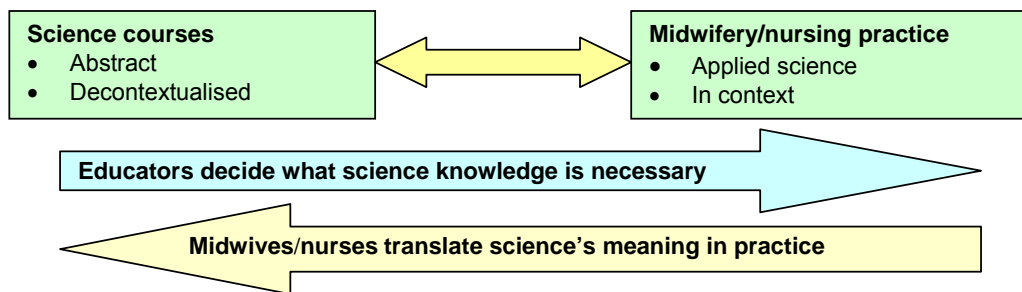 Science courses
• Abstract
• Decontextualised
Midwifery/nursing practice
• Applied science
• In context
Educators decide what science knowledge is necessary
Midwives/nurses translate science's meaning in practice